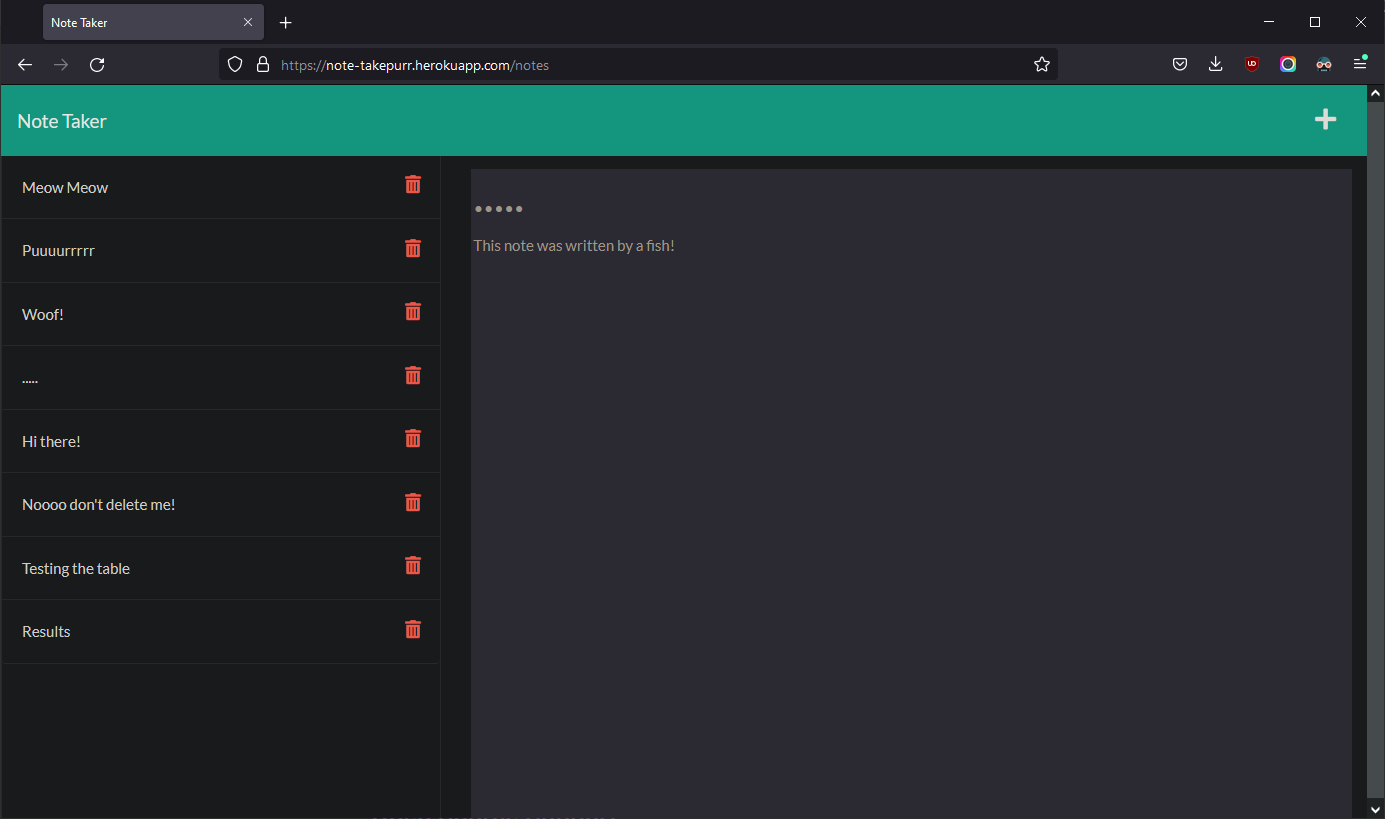 Note Taker
https://note-takepurr.herokuapp.com/notes
Note Taker
Meow Meow
Puuuurrrrr
Woof!
.....
Hi there!
Noooo don't delete me!
Testing the table
Results
•••••
This note was written by a fish!